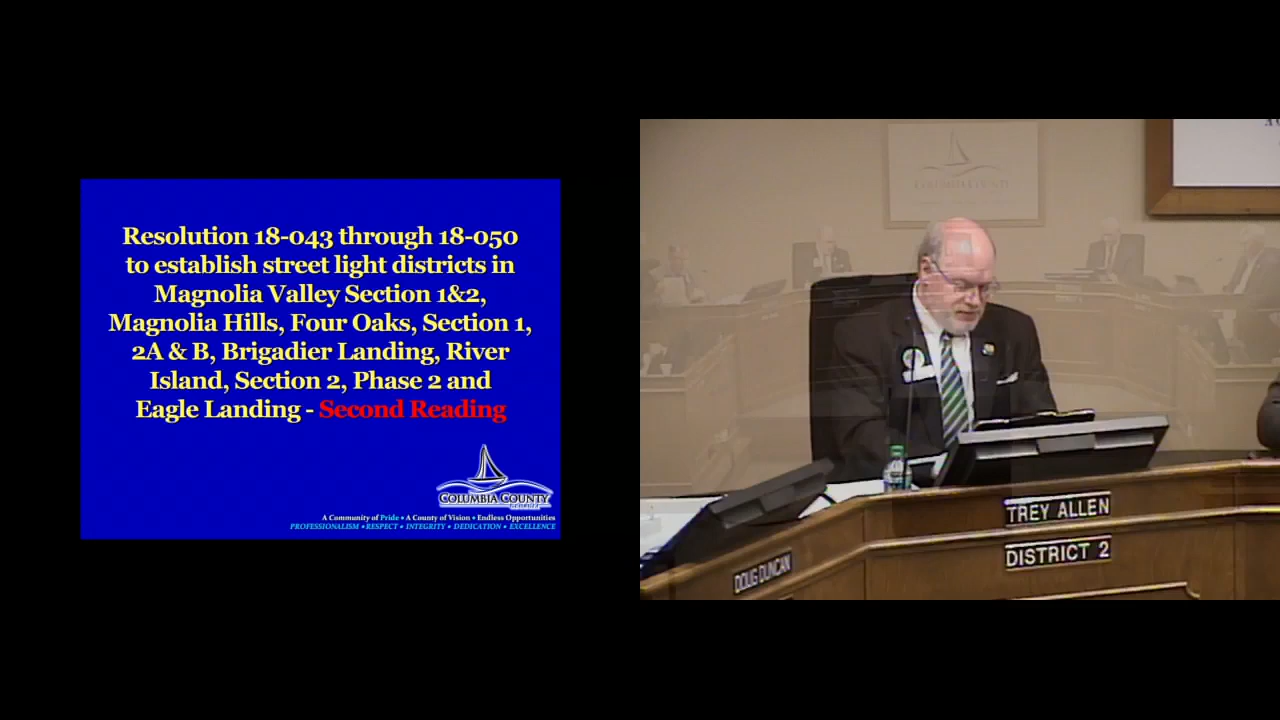 Resolution 18-043 through 18-050
to establish street light districts in
Magnolia Valley Section 1&2,
Magnolia Hills, Four Oaks, Section 1,
2A & B, Brigadier Landing, River
Island, Section 2, Phase 2 and
Eagle Landing - Second Reading
COLUMBIA COUNTY
GEORGIA
A Community of Pride • A County of Vision • Endless Opportunities
PROFESSIONALISM • RESPECT • INTEGRITY • DEDICATION • EXCELLENCE
COLUMBIA COUNTY
TREY ALLEN
DISTRICT 2
DOUG DUNCAN